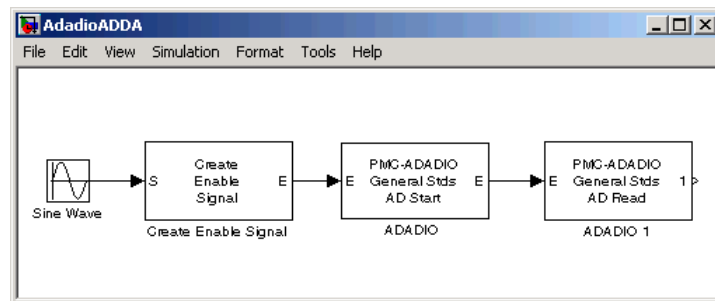 AdadioADDA
File Edit View Simulation Format Tools Help
Sine Wave
S
Create
Enable
Signal
E
Create Enable Signal
E
PMC-ADADIO
General Stds
AD Start
E
ADADIO
E
PMC-ADADIO
General Stds
AD Read
1
ADADIO 1